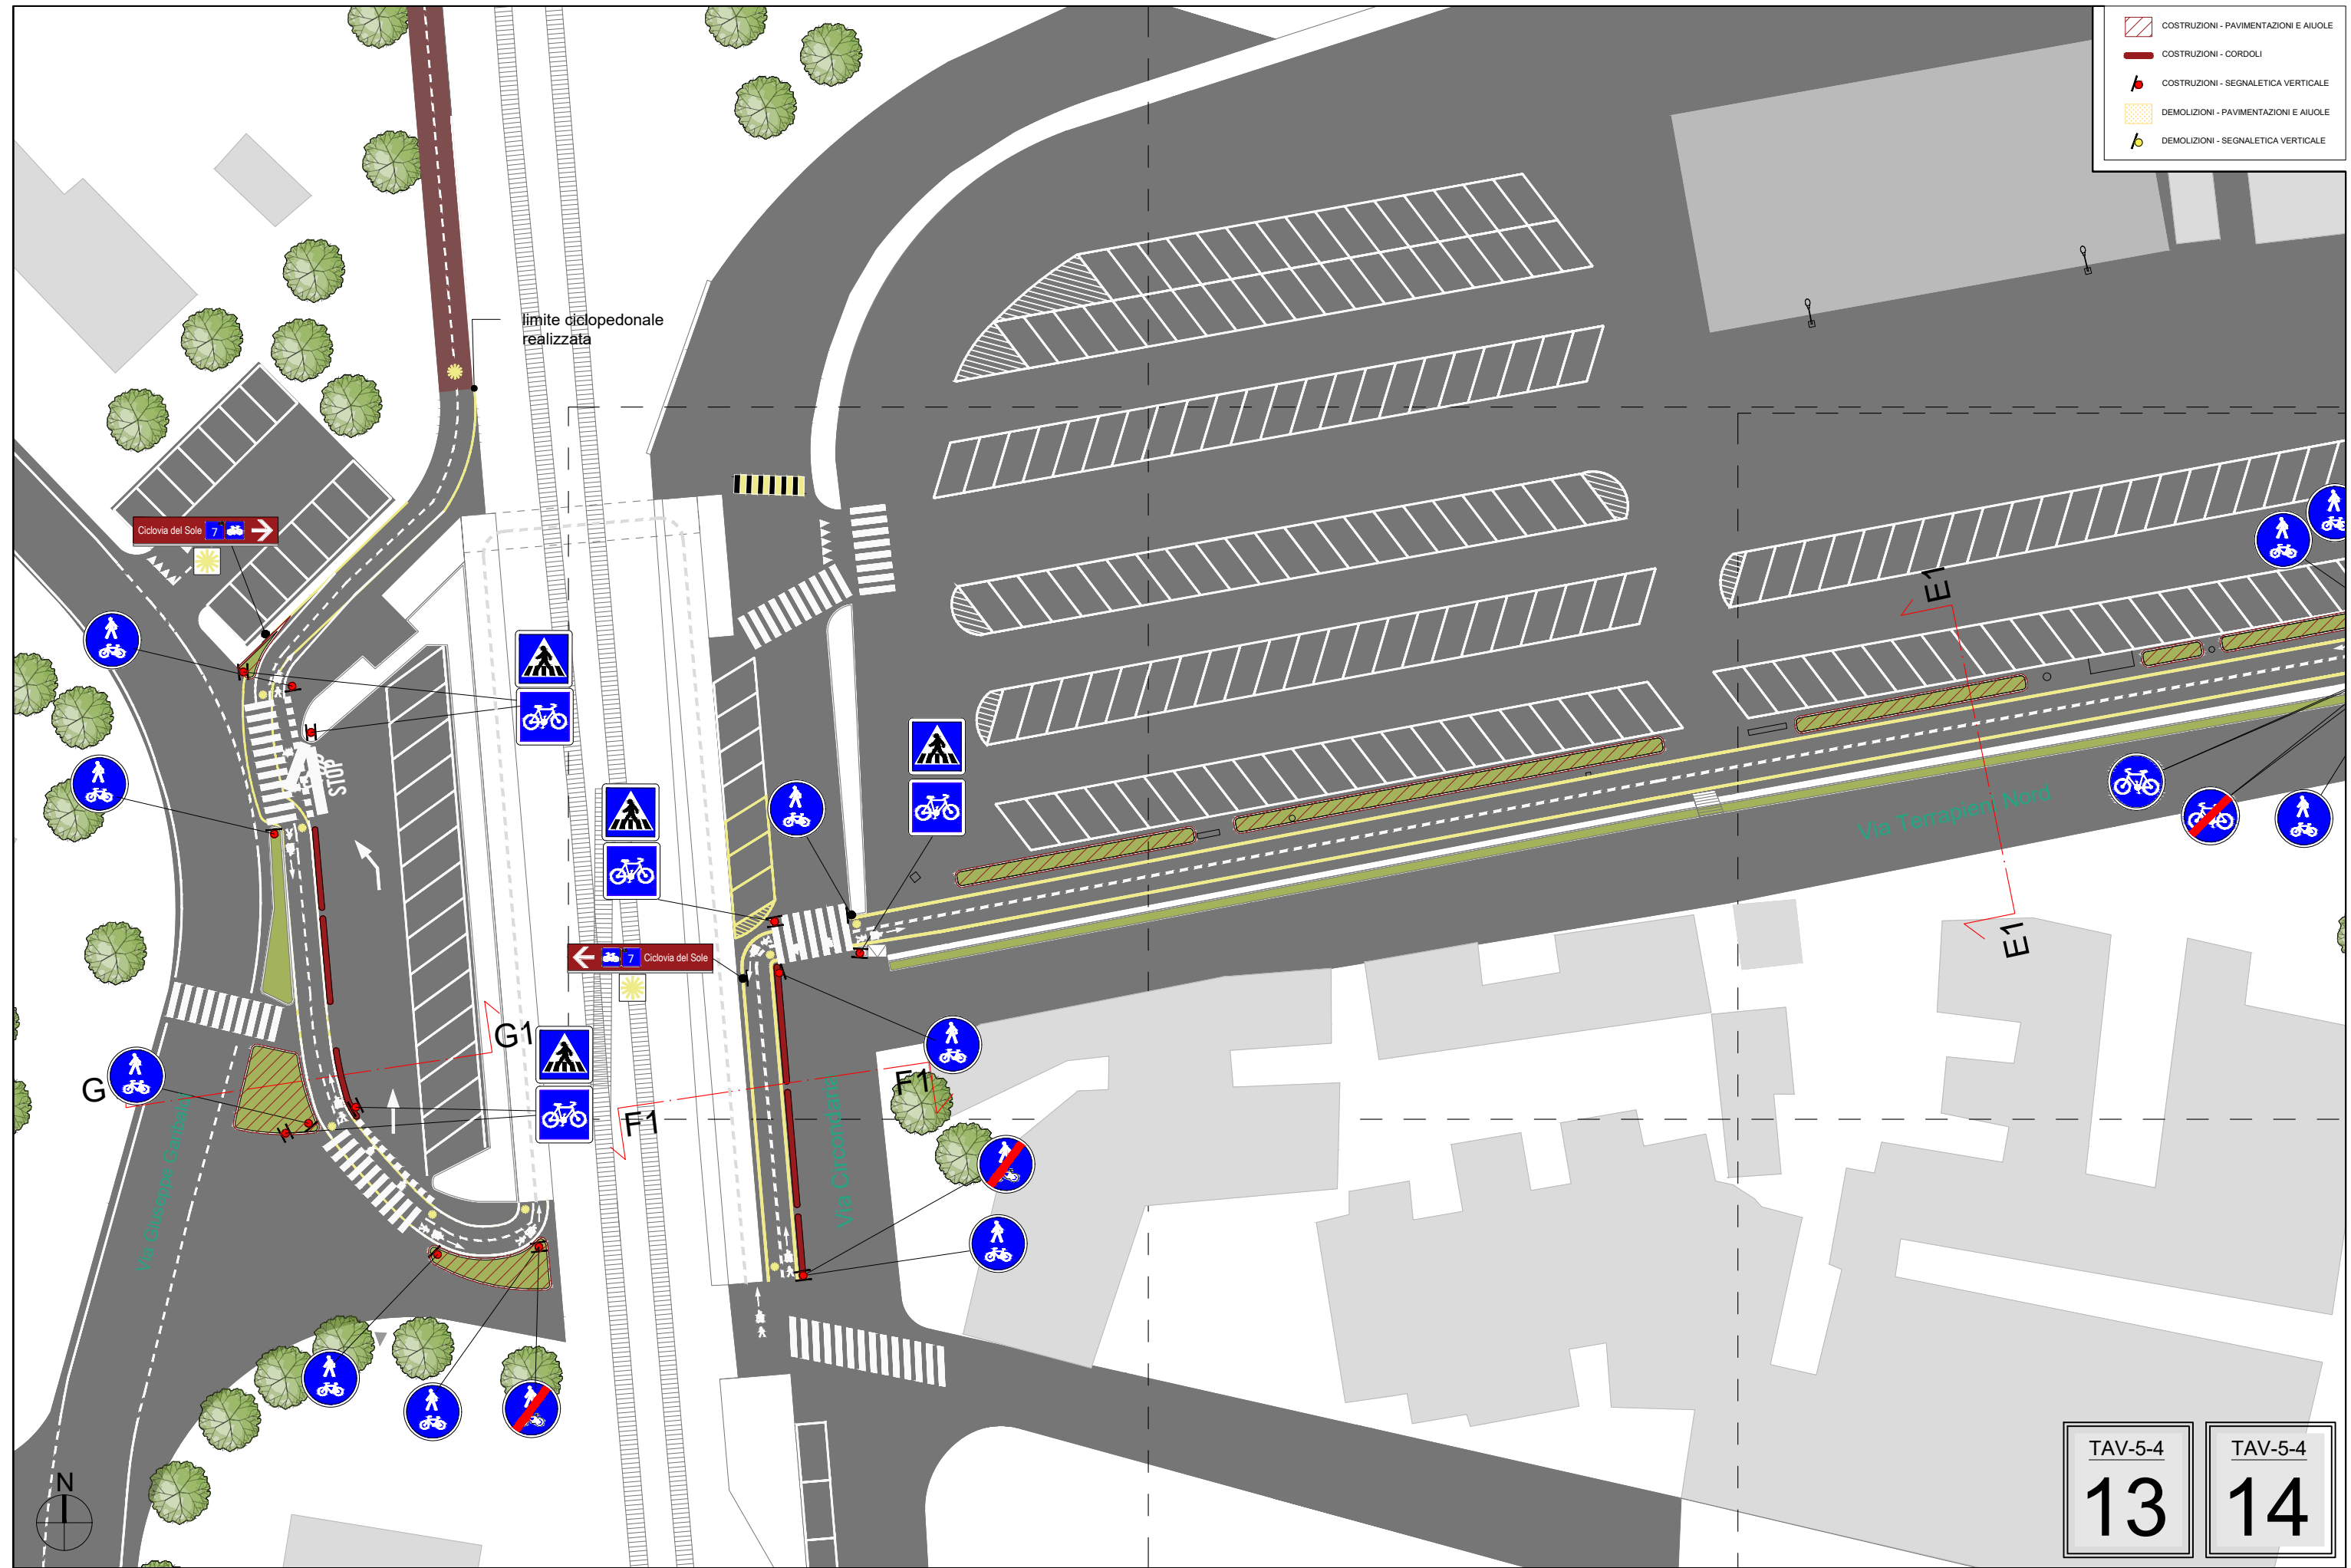 COSTRUZIONI - PAVIMENTAZIONI E AIUOLE
COSTRUZIONI - CORDOLI
COSTRUZIONI - SEGNALETICA VERTICALE
DEMOLIZIONI - PAVIMENTAZIONI E AIUOLE
DEMOLIZIONI - SEGNALETICA VERTICALE
limite ciclopedonale
realizzata
Ciclovia del Sole 7
E1
STOP
Via Terrapieni Nord
E1
7 Ciclovia del Sole
G1
G
F1
F1
Via Circondaria
Via Giuseppe
N
TAV-5-4
13
TAV-5-4
14